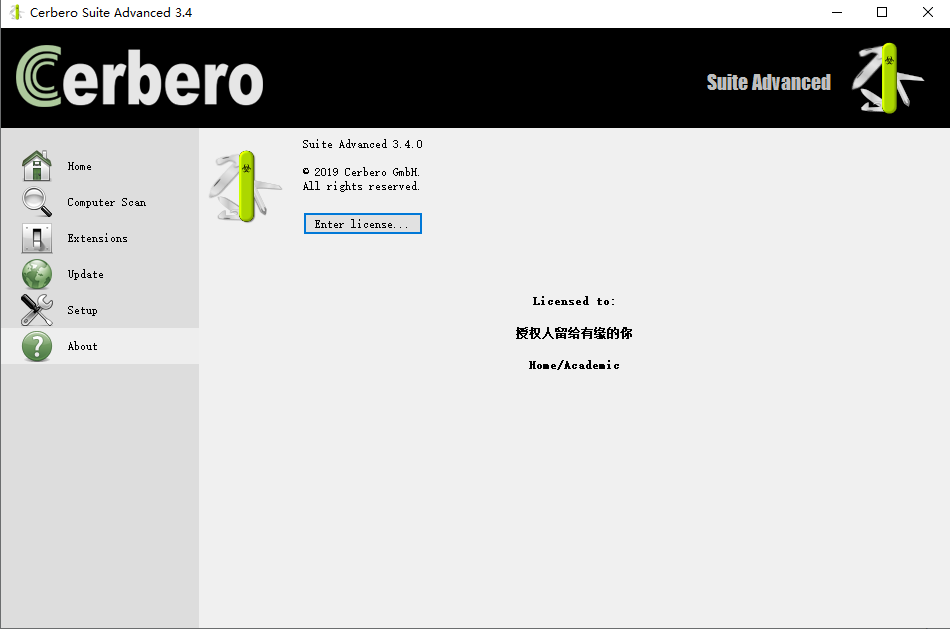 Cerbero Suite Advanced 3.4
Cerbero
Suite Advanced
Home
Computer Scan
Extensions
Update
Setup
About
Suite Advanced 3.4.0
© 2019 Cerbero GmbH.
All rights reserved.
Enter license...
Licensed to:
授权人留给有缘的你
Home/Academic